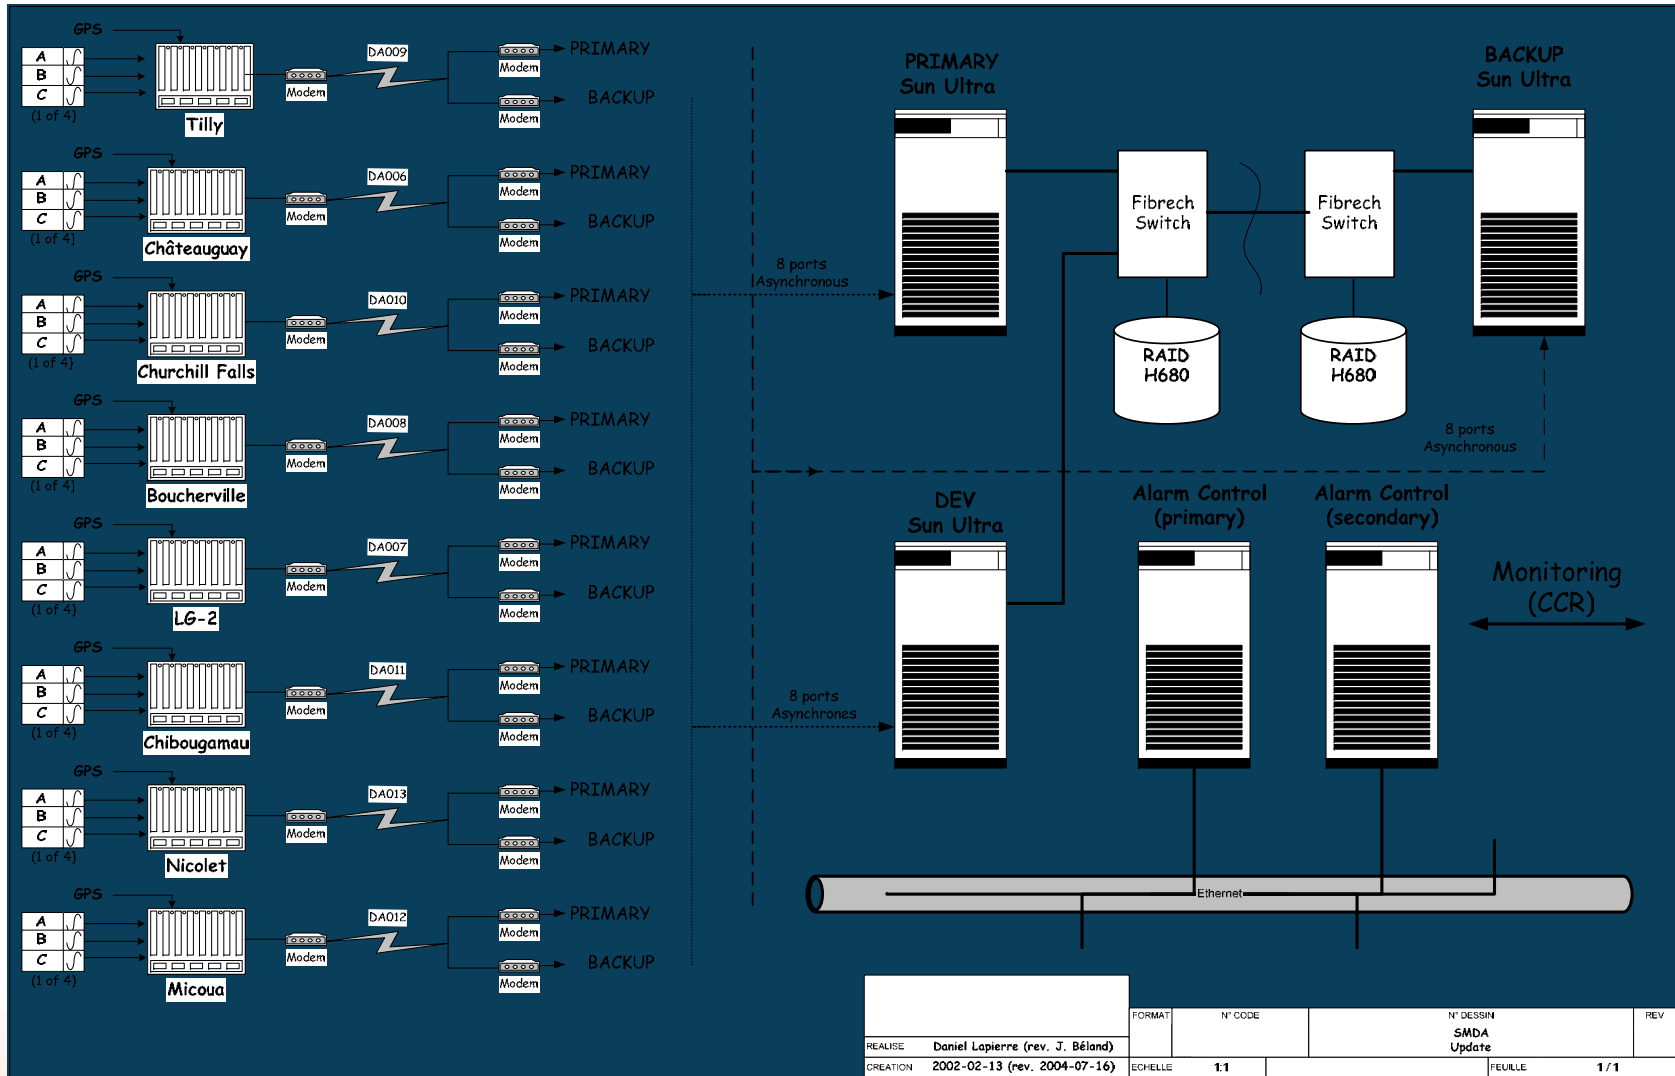 GPS
A
B
C
(1 of 4)
Tilly
Modem
DA009
Modem
PRIMARY
Modem
BACKUP
GPS
A
B
C
(1 of 4)
Châteauguay
Modem
DA006
Modem
PRIMARY
Modem
BACKUP
GPS
A
B
C
(1 of 4)
Churchill Falls
Modem
DA010
Modem
PRIMARY
Modem
BACKUP
GPS
A
B
C
(1 of 4)
Boucherville
Modem
DA008
Modem
PRIMARY
Modem
BACKUP
GPS
A
B
C
(1 of 4)
LG-2
Modem
DA007
Modem
PRIMARY
Modem
BACKUP
GPS
A
B
C
(1 of 4)
Chibougamau
Modem
DA011
Modem
PRIMARY
Modem
BACKUP
GPS
A
B
C
(1 of 4)
Nicolet
Modem
DA013
Modem
PRIMARY
Modem
BACKUP
GPS
A
B
C
(1 of 4)
Micoua
Modem
DA012
Modem
PRIMARY
Modem
BACKUP
PRIMARY
Sun Ultra
BACKUP
Sun Ultra
Fibrech
Switch
Fibrech
Switch
8 ports
Asynchronous
RAID
H680
RAID
H680
8 ports
Asynchronous
DEV
Sun Ultra
Alarm Control
(primary)
Alarm Control
(secondary)
Monitoring
(CCR)
8 ports
Asynchrones
Ethernet
REALISE Daniel Lapierre (rev. J. Béland)
CREATION 2002-02-13 (rev. 2004-07-16)
FORMAT N° CODE N° DESSIN REV
SMDA
Update
ECHELLE 1:1 FEUILLE 1 / 1